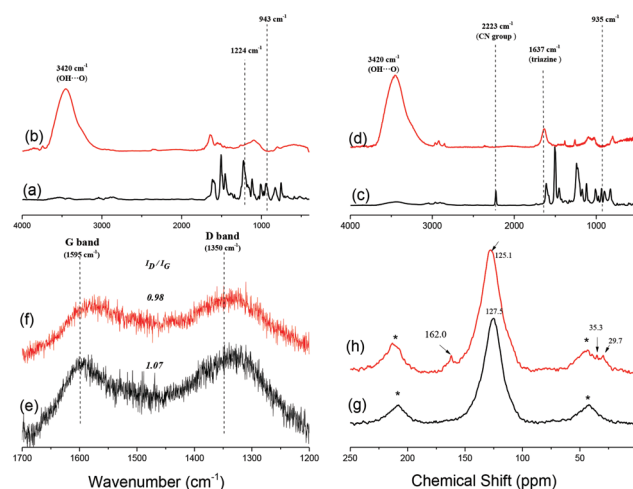 943 cm-1
1224 cm-1
3420 cm-1
(OH···O)
(b)
(a)
4000 3000 2000 1000
2223 cm-1
(CN group )
935 cm-1
1637 cm-1
(triazine )
3420 cm-1
(OH···O)
(d)
(c)
4000 3000 2000 1000
G band
(1595 cm-1)
D band
(1350 cm-1)
ID/IG
0.98
(f)
1.07
(e)
1700 1600 1500 1400 1300 1200
Wavenumber (cm-1)
125.1
127.5
162.0
35.3
29.7
* *
(h)
* *
(g)
250 200 150 100 50
Chemical Shift (ppm)